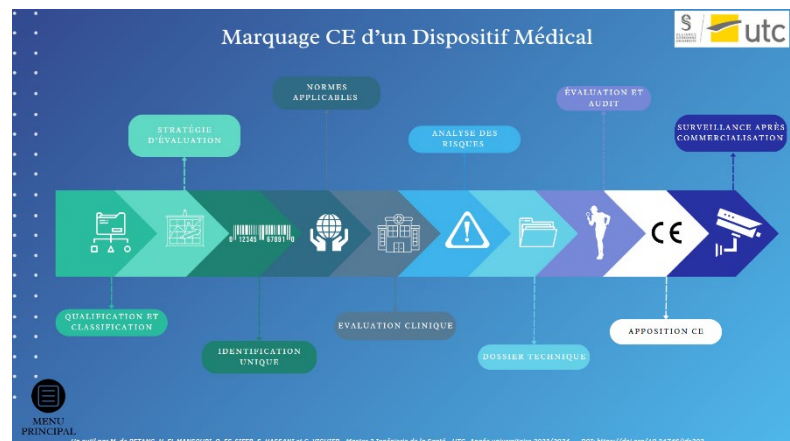 Marquage CE d'un Dispositif Médical
utc
NORMES
APPLICABLES
ÉVALUATION ET
AUDIT
STRATÉGIE
D'ÉVALUATION
ANALYSE DES
RISQUES
SURVEILLANCE APRÈS
COMMERCIALISATION
0 12345 67891 0
CE
QUALIFICATION ET
CLASSIFICATION
EVALUATION CLINIQUE
APPOSITION CE
IDENTIFICATION
UNIQUE
DOSSIER TECHNIQUE
MENU
PRINCIPAL